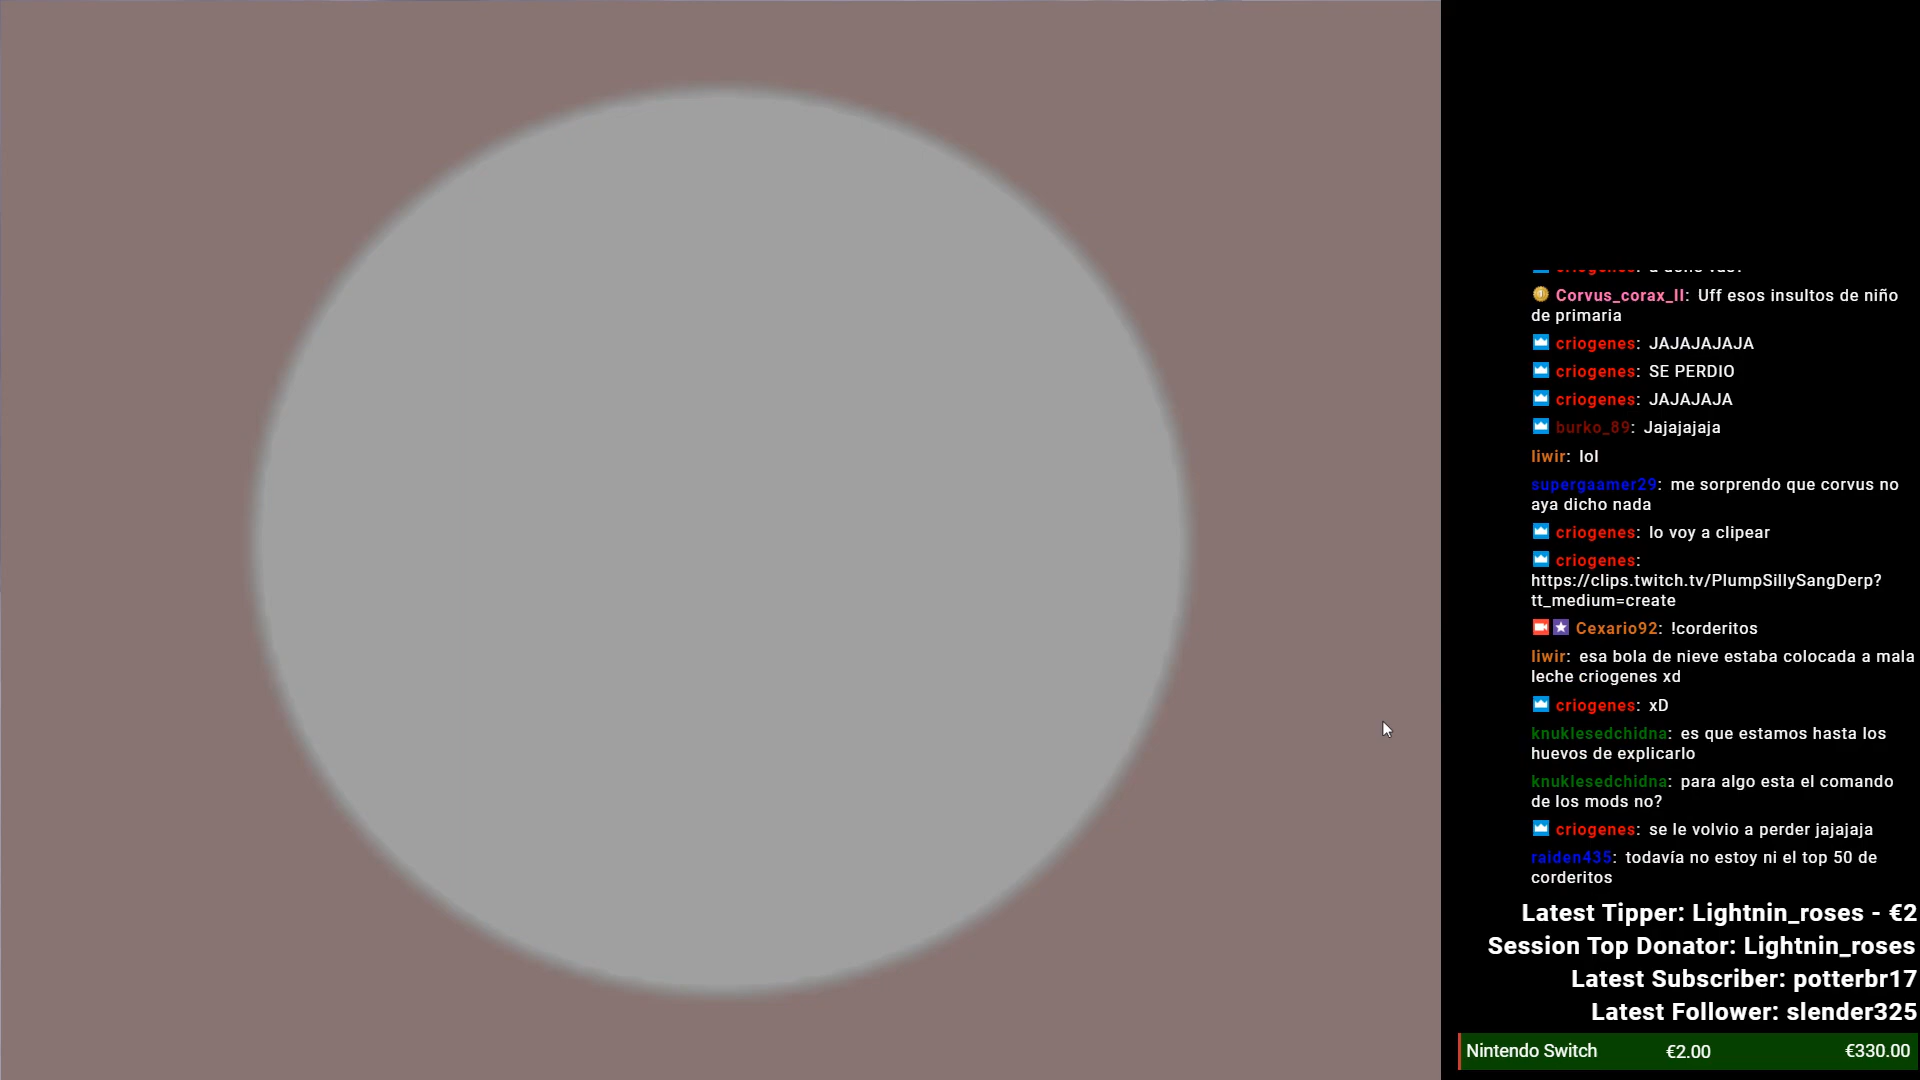 Corvus_corax_II: Uff esos insultos de niño
de primaria
criogenes: JAJAJAJAJA
criogenes: SE PERDIO
criogenes: JAJAJAJA
burko_89: Jajajajaja
liwir: lol
supergaamer29: me sorprendo que corvus no
aya dicho nada
criogenes: lo voy a clipear
criogenes:
https://clips.twitch.tv/PlumpSillySangDerp?
tt_medium=create
Cexario92: !corderitos
liwir: esa bola de nieve estaba colocada a mala
leche criogenes xd
criogenes: xD
knuklesedchidna: es que estamos hasta los
huevos de explicarlo
knuklesedchidna: para algo esta el comando
de los mods no?
criogenes: se le volvio a perder jajajaja
raiden435: todavía no estoy ni el top 50 de
corderitos
Latest Tipper: Lightnin_roses - €2
Session Top Donator: Lightnin_roses
Latest Subscriber: potterbr17
Latest Follower: slender325
Nintendo Switch €2.00 €330.00